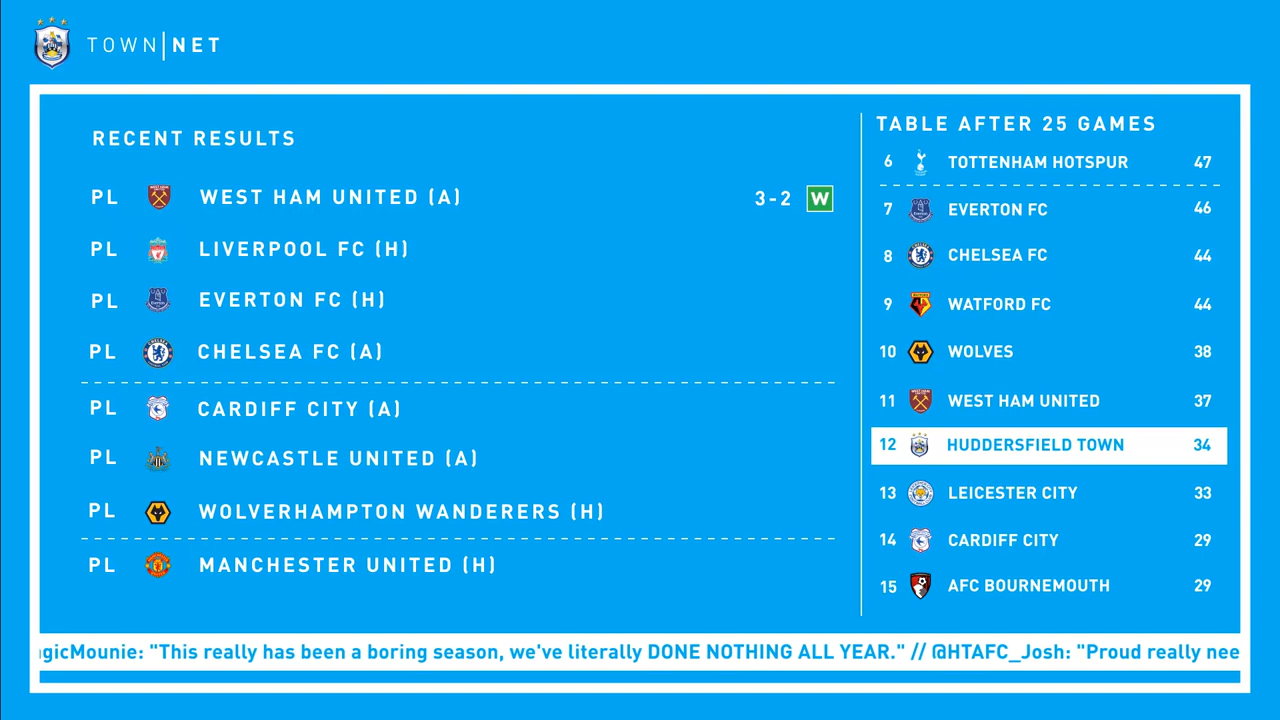 TOWN|NET
RECENT RESULTS
PL WEST HAM UNITED (A) 3-2 W
PL LIVERPOOL FC (H)
PL EVERTON FC (H)
PL CHELSEA FC (A)
PL CARDIFF CITY (A)
PL NEWCASTLE UNITED (A)
PL WOLVERHAMPTON WANDERERS (H)
PL MANCHESTER UNITED (H)
TABLE AFTER 25 GAMES
6 TOTTENHAM HOTSPUR 47
7 EVERTON FC 46
8 CHELSEA FC 44
9 WATFORD FC 44
10 WOLVES 38
11 WEST HAM UNITED 37
12 HUDDERSFIELD TOWN 34
13 LEICESTER CITY 33
14 CARDIFF CITY 29
15 AFC BOURNEMOUTH 29
gicMounie: "This really has been a boring season, we've literally DONE NOTHING ALL YEAR." // @HTAFC_Josh: "Proud really nee